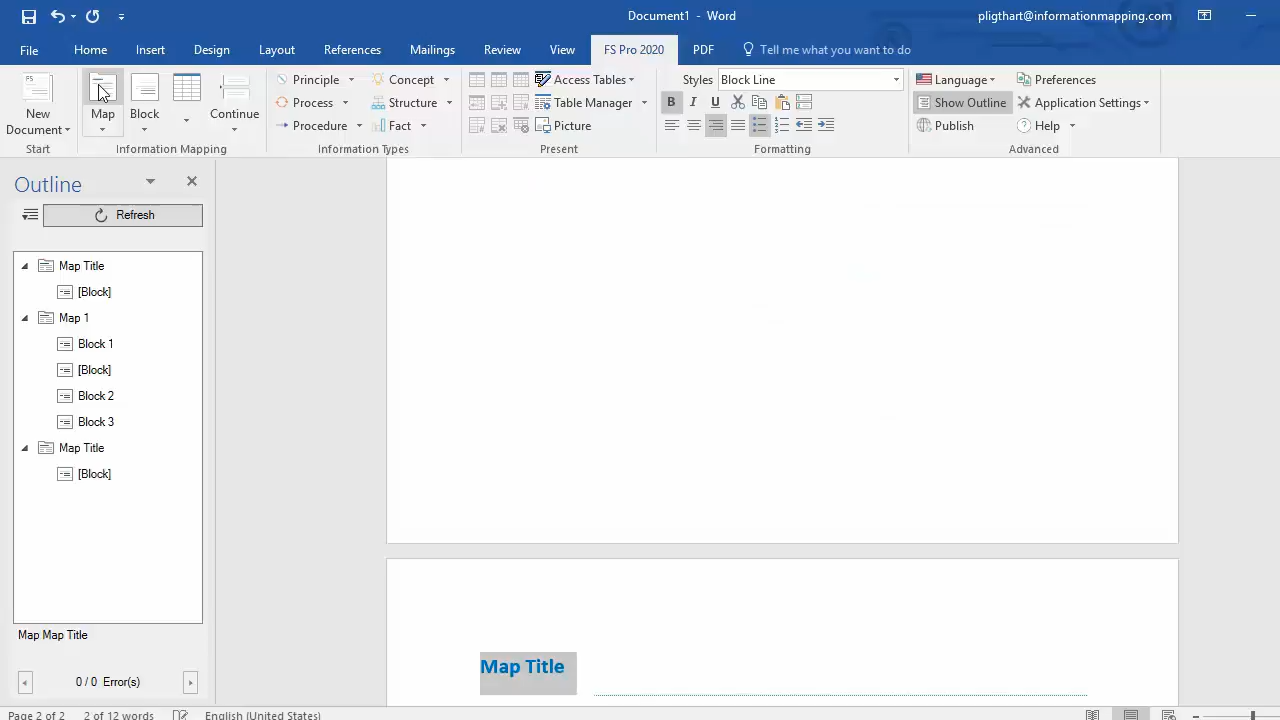 Document1 - Word
pligthart@informationmapping.com
File Home Insert Design Layout References Mailings Review View FS Pro 2020 PDF Tell me what you want to do
FS
New Document
Map
Block
Continue
Start
Information Mapping
Principle
Concept
Process
Structure
Procedure
Fact
Information Types
Access Tables
Table Manager
Picture
Present
Styles Block Line
B I U
Formatting
Language
Preferences
Show Outline
Application Settings
Publish
Help
Advanced
Outline
Refresh
Map Title
[Block]
Map 1
Block 1
[Block]
Block 2
Block 3
Map Title
[Block]
Map Map Title
0 / 0 Error(s)
Map Title
Page 2 of 2 2 of 12 words English (United States)